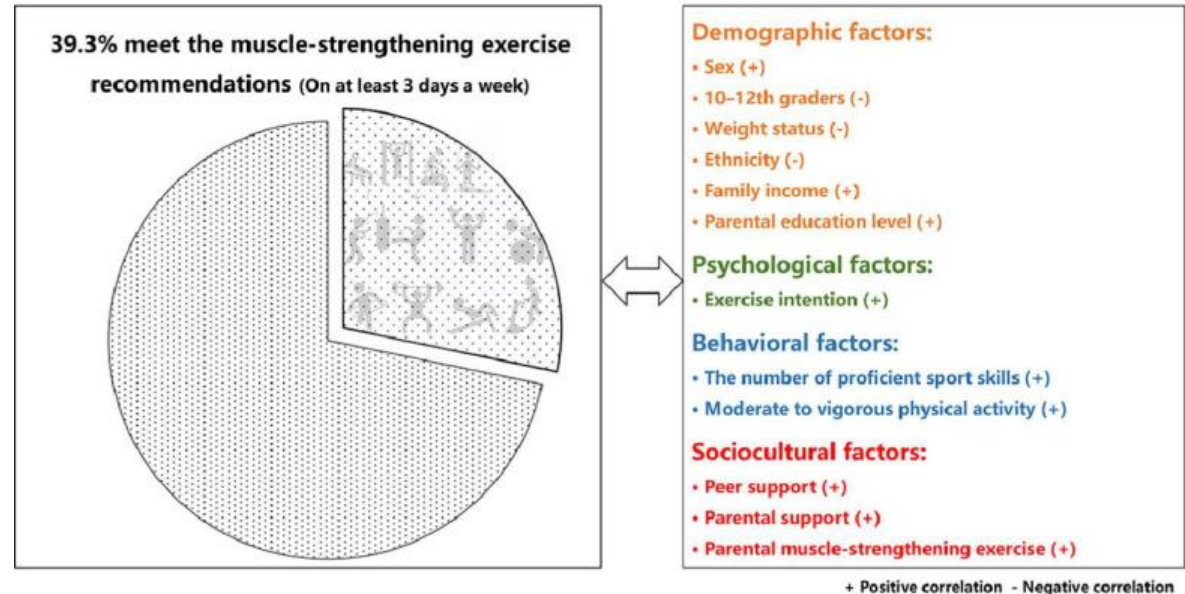 39.3% meet the muscle-strengthening exercise
recommendations (On at least 3 days a week)
Demographic factors:
• Sex (+)
• 10–12th graders (-)
• Weight status (-)
• Ethnicity (-)
• Family income (+)
• Parental education level (+)
Psychological factors:
• Exercise intention (+)
Behavioral factors:
• The number of proficient sport skills (+)
• Moderate to vigorous physical activity (+)
Sociocultural factors:
• Peer support (+)
• Parental support (+)
• Parental muscle-strengthening exercise (+)
+ Positive correlation - Negative correlation